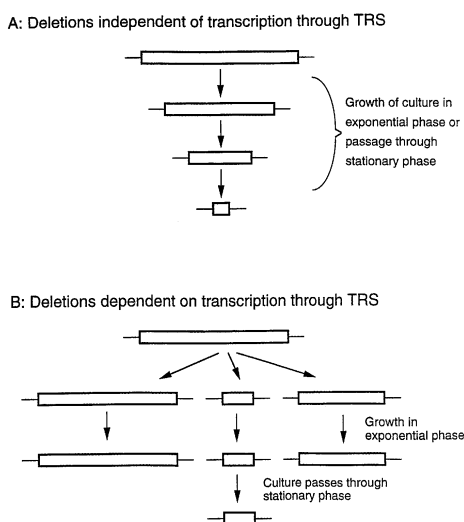 A: Deletions independent of transcription through TRS
Growth of culture in
exponential phase or
passage through
stationary phase
B: Deletions dependent on transcription through TRS
Growth in
exponential phase
Culture passes through
stationary phase